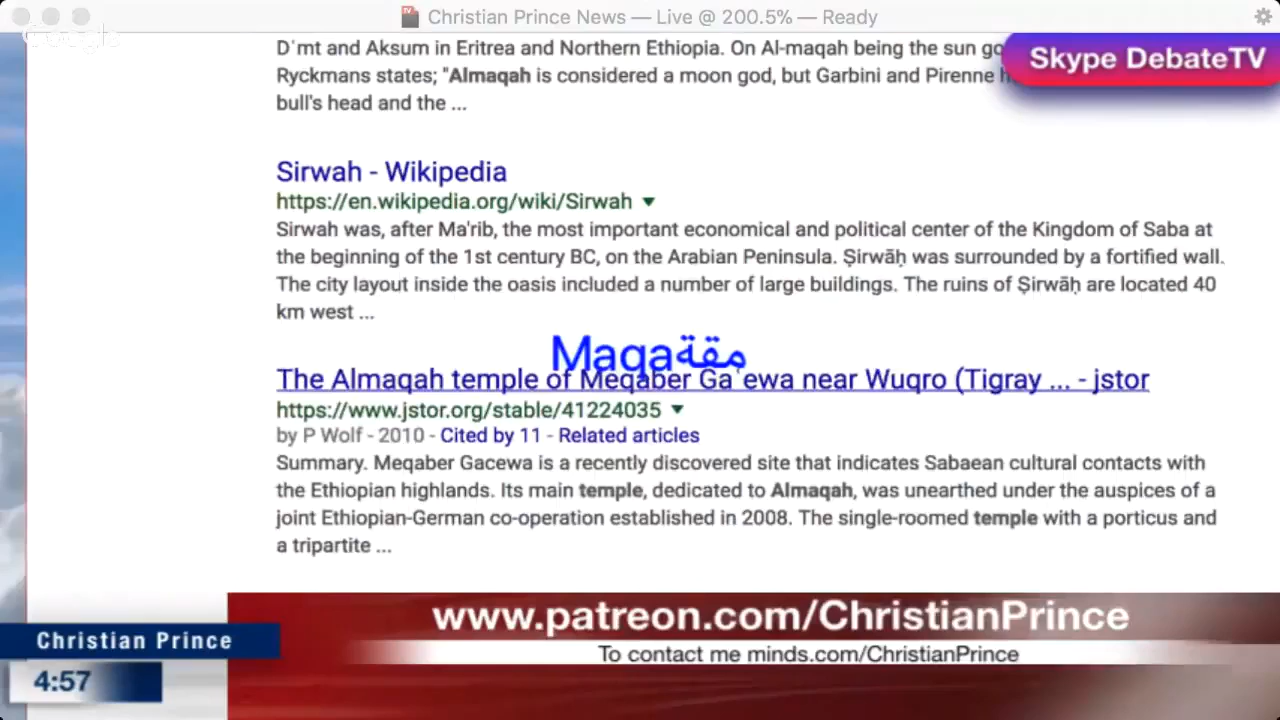 Christian Prince News — Live @ 200.5% — Ready
Google
D'mt and Aksum in Eritrea and Northern Ethiopia. On Al-maqah being the sun go
Skype DebateTV
Ryckmans states; "Almaqah is considered a moon god, but Garbini and Pirenne h
bull's head and the ...
Sirwah - Wikipedia
https://en.wikipedia.org/wiki/Sirwah
Sirwah was, after Ma'rib, the most important economical and political center of the Kingdom of Saba at
the beginning of the 1st century BC, on the Arabian Peninsula. Ṣirwāḥ was surrounded by a fortified wall.
The city layout inside the oasis included a number of large buildings. The ruins of Ṣirwāḥ are located 40
km west ...
Maqaمقة
The Almaqah temple of Meqaber Ga'ewa near Wuqro (Tigray ... - jstor
https://www.jstor.org/stable/41224035
by P Wolf - 2010 - Cited by 11 - Related articles
Summary. Meqaber Gacewa is a recently discovered site that indicates Sabaean cultural contacts with
the Ethiopian highlands. Its main temple, dedicated to Almaqah, was unearthed under the auspices of a
joint Ethiopian-German co-operation established in 2008. The single-roomed temple with a porticus and
a tripartite ...
www.patreon.com/ChristianPrince
Christian Prince
To contact me minds.com/ChristianPrince
4:57